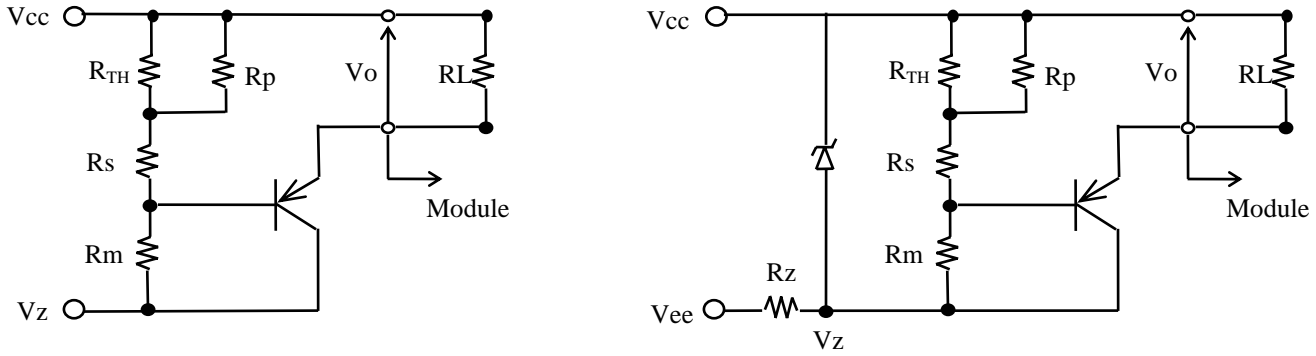 Vcc
R_TH
Rp
Vo
RL
Rs
Module
Rm
Vz
Vcc
R_TH
Rp
Vo
RL
Rs
Module
Rm
Rz
Vee
Vz